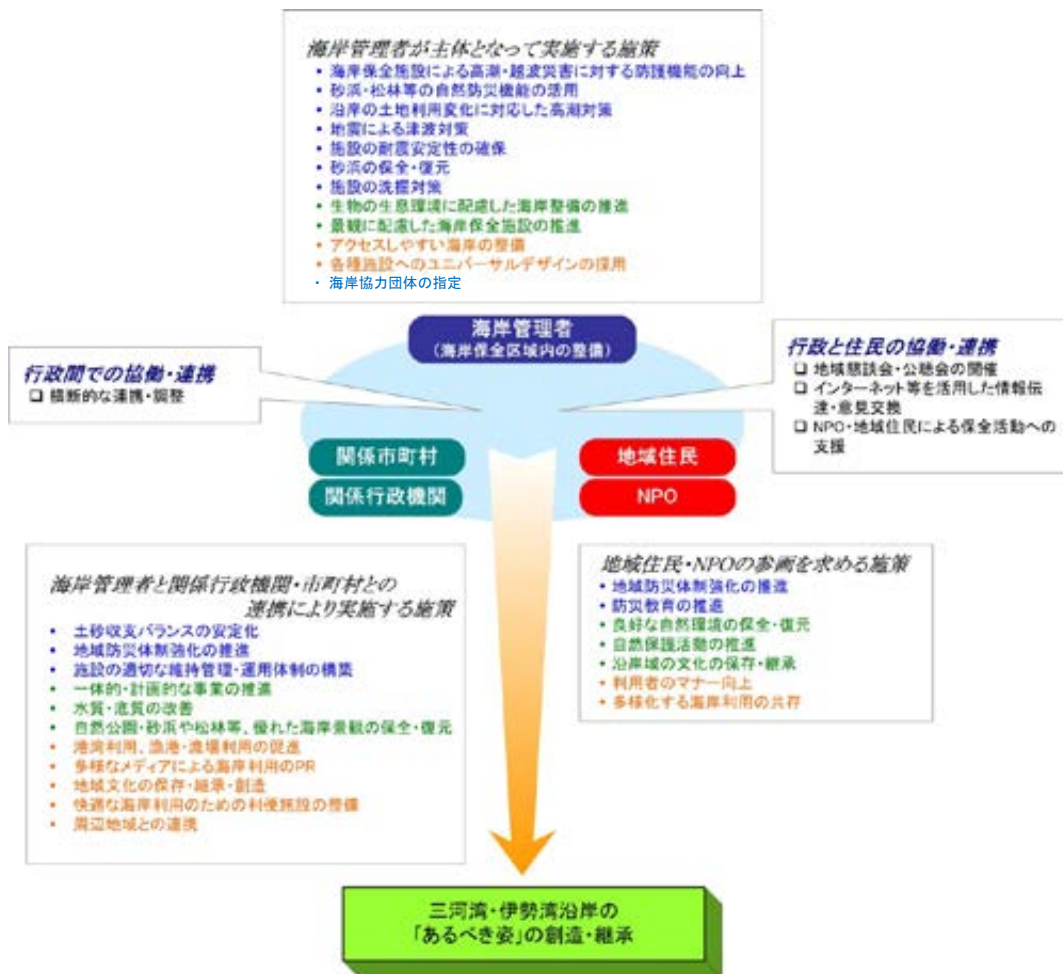 海岸管理者が主体となって実施する施策
• 海岸保全施設による高潮・越波災害に対する防護機能の向上
• 砂浜・松林等の自然防災機能の活用
• 沿岸の土地利用変化に対応した高潮対策
• 地震による津波対策
• 施設の耐震安定性の確保
• 砂浜の保全・復元
• 施設の洗掘対策
• 生物の生息環境に配慮した海岸整備の推進
• 景観に配慮した海岸保全施設の推進
• アクセスしやすい海岸の整備
• 各種施設へのユニバーサルデザインの採用
・ 海岸協力団体の指定
海岸管理者
(海岸保全区域内の整備)
行政間での協働・連携
❑ 横断的な連携・調整
行政と住民の協働・連携
❑ 地域懇談会・公聴会の開催
❑ インターネット等を活用した情報伝
達・意見交換
❑ NPO・地域住民による保全活動への
支援
関係市町村
関係行政機関
地域住民
NPO
海岸管理者と関係行政機関・市町村との
連携により実施する施策
• 土砂収支バランスの安定化
• 地域防災体制強化の推進
• 施設の適切な維持管理・運用体制の構築
• 一体的・計画的な事業の推進
• 水質・底質の改善
• 自然公園・砂浜や松林等、優れた海岸景観の保全・復元
• 港湾利用、漁港・漁場利用の促進
• 多様なメディアによる海岸利用のPR
• 地域文化の保存・継承・創造
• 快適な海岸利用のための利便施設の整備
• 周辺地域との連携
地域住民・NPOの参画を求める施策
• 地域防災体制強化の推進
• 防災教育の推進
• 良好な自然環境の保全・復元
• 自然保護活動の推進
• 沿岸域の文化の保存・継承
• 利用者のマナー向上
• 多様化する海岸利用の共存
三河湾・伊勢湾沿岸の
「あるべき姿」の創造・継承